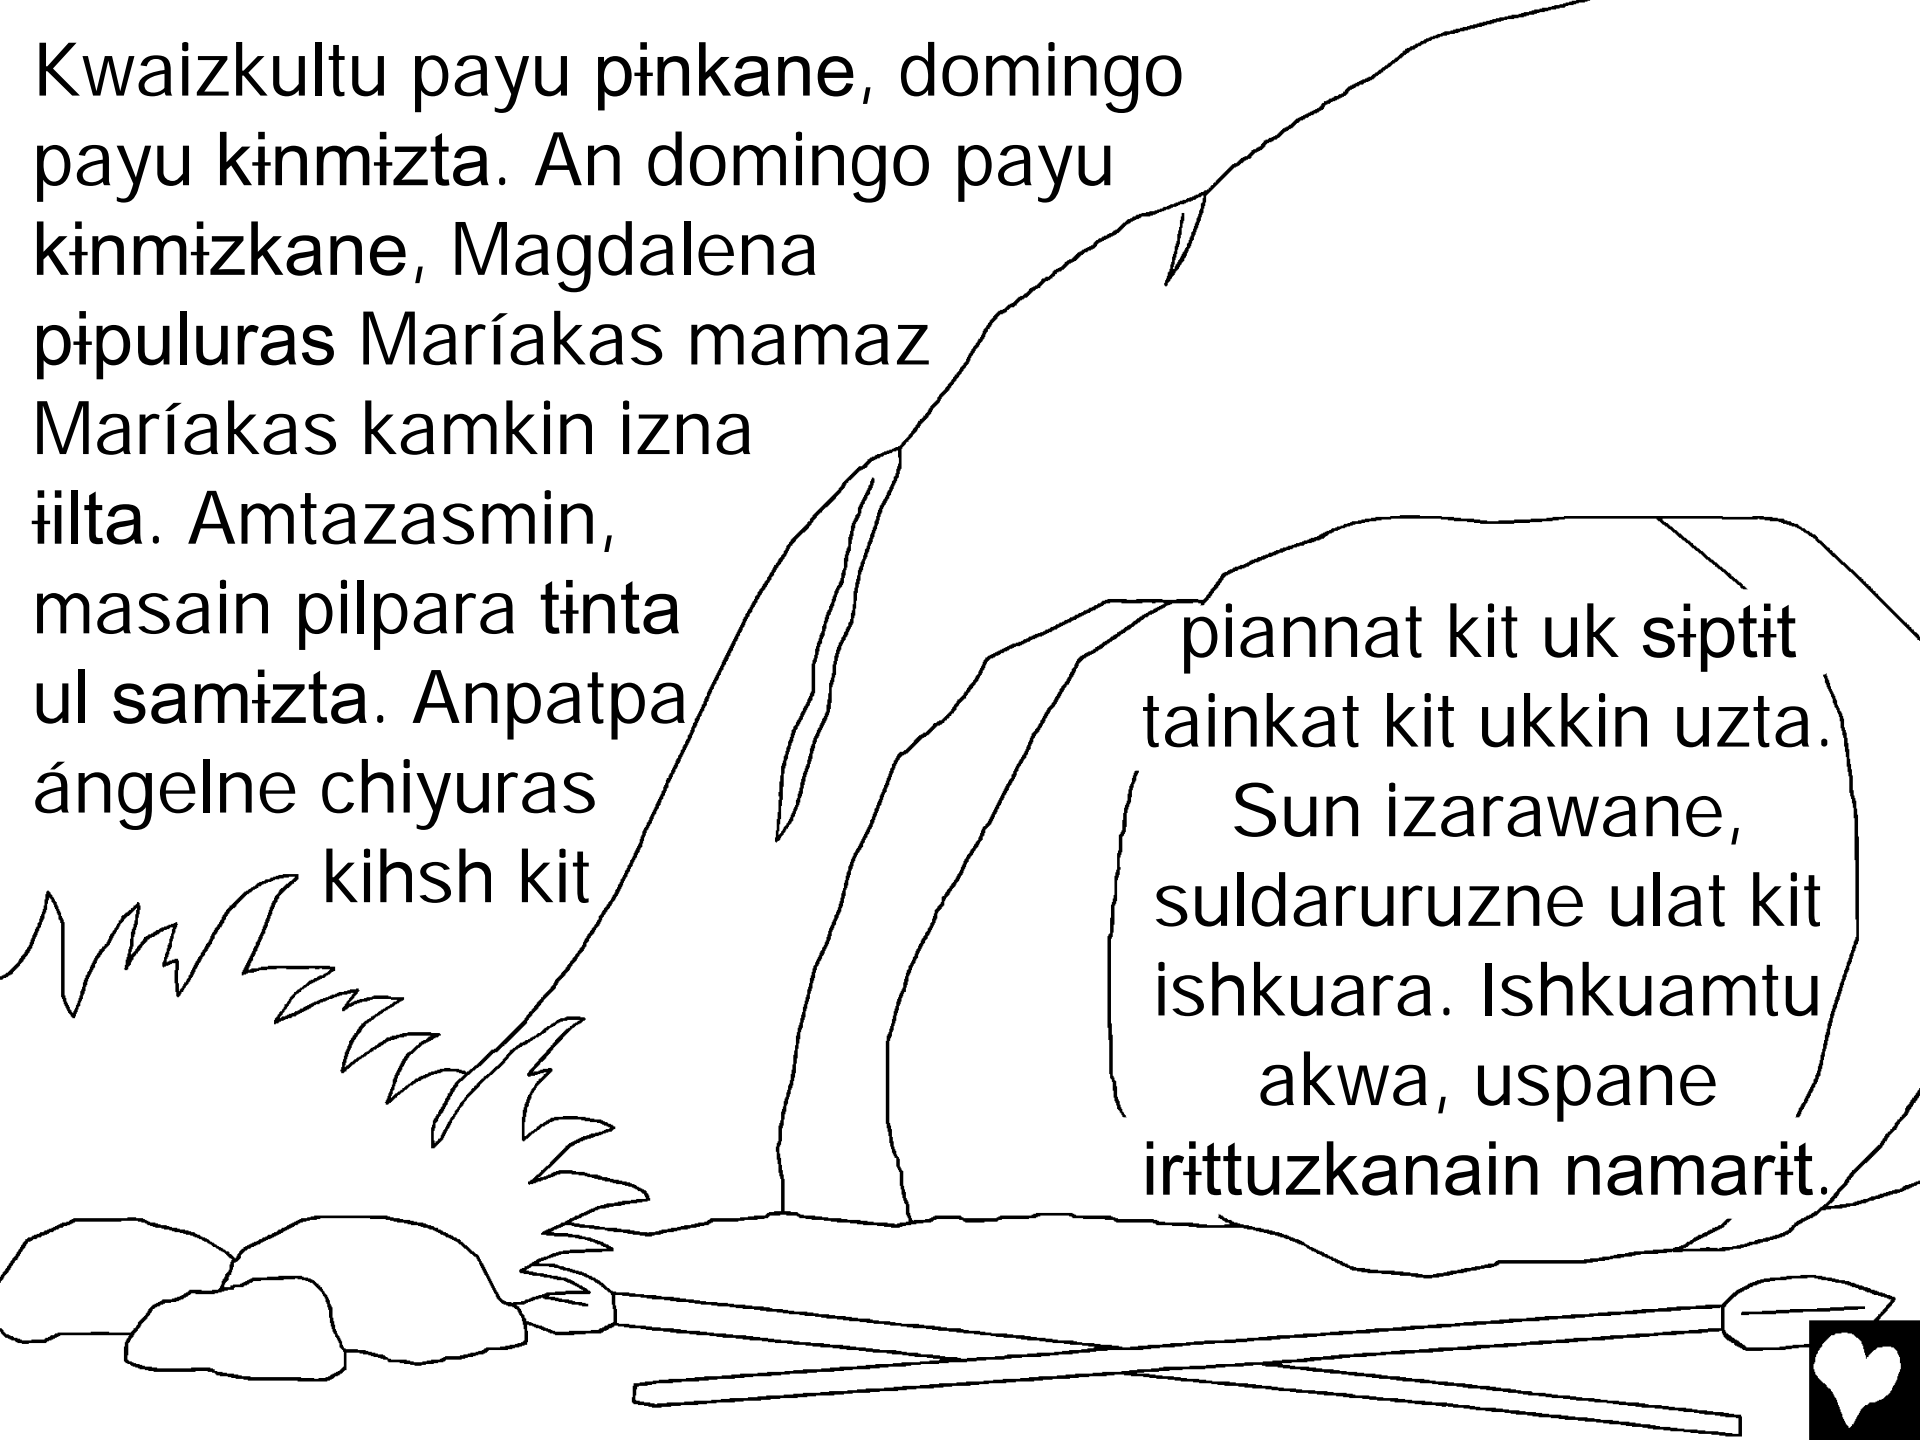 Kwaizkultu payu pɨnkane, domingo
payu kɨnmɨzta. An domingo payu
kɨnmɨzkane, Magdalena
pɨpuluras Maríakas mamaz
Maríakas kamkin izna
ɨilta. Amtazasmin,
masain pilpara tɨnta
ul samɨzta. Anpatpa
ángelne chiyuras
kihsh kit
piannat kit uk sɨptɨt
tainkat kit ukkin uzta.
Sun izarawane,
suldaruruzne ulat kit
ishkuara. Ishkuamtu
akwa, uspane
irɨttuzkanain namarɨt.